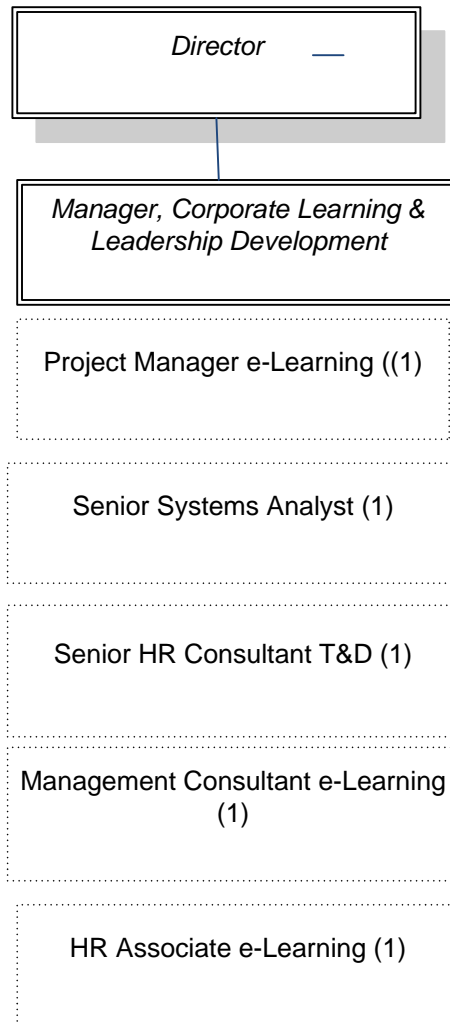 Director
Manager, Corporate Learning &
Leadership Development
Project Manager e-Learning ((1)
Senior Systems Analyst (1)
Senior HR Consultant T&D (1)
Management Consultant e-Learning
(1)
HR Associate e-Learning (1)